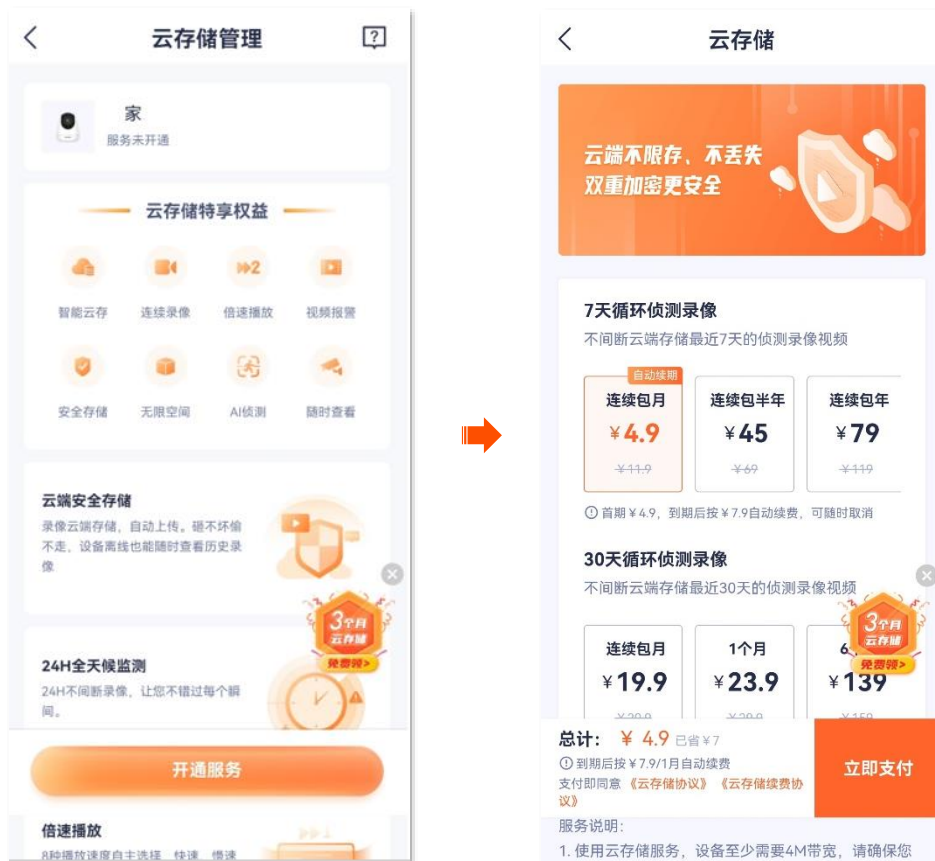 云存储管理
?
家
服务未开通
云存储特享权益
2
智能云存
连续录像
倍速播放
视频报警
安全存储
无限空间
AI侦测
随时查看
云端安全存储
录像云端存储，自动上传。砸不坏偷
不走，设备离线也能随时查看历史录
像
3个月
云存储
免费领>
24H全天候监测
24H不间断录像，让您不错过每个瞬
间。
开通服务
倍速播放
8种播放速度自主选择，快速、慢速
云存储
云端不限存、不丢失
双重加密更安全
7天循环侦测录像
不间断云端存储最近7天的侦测录像视频
自动续期
连续包月
¥4.9
¥11.9
连续包半年
¥45
¥69
连续包年
¥79
¥119
首期¥4.9，到期后按¥7.9自动续费，可随时取消
30天循环侦测录像
不间断云端存储最近30天的侦测录像视频
3个月
云存储
免费领>
连续包月
¥19.9
1个月
¥23.9
6
¥139
总计： ¥ 4.9 已省¥7
到期后按¥7.9/1月自动续费
支付即同意《云存储协议》《云存储续费协
议》
立即支付
服务说明：
1. 使用云存储服务，设备至少需要4M带宽，请确保您